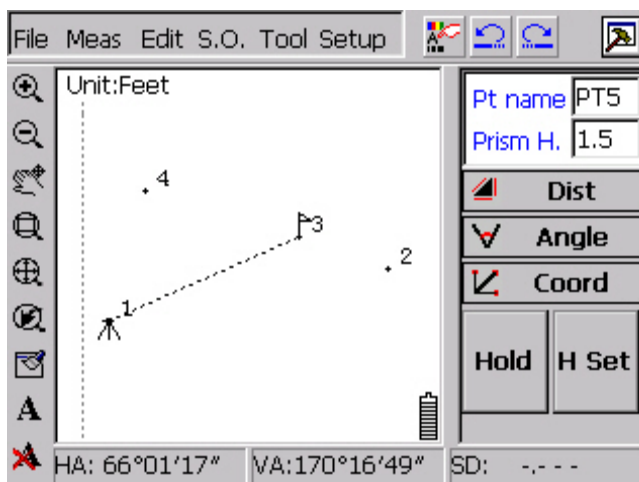 File Meas Edit S.O. Tool Setup
Unit:Feet
Pt name PT5
Prism H. 1.5
4
3
2
1
Dist
Angle
Coord
Hold H Set
A
HA: 66°01'17" VA:170°16'49" SD: -.- - -